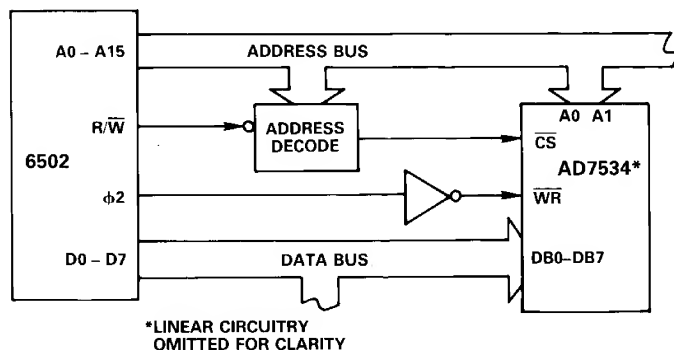 A0 – A15
ADDRESS BUS
R/W̅
ADDRESS
DECODE
A0 A1
C̅S̅
6502
AD7534*
ϕ2
W̅R̅
D0 – D7
DATA BUS
DB0–DB7
*LINEAR CIRCUITRY
OMITTED FOR CLARITY